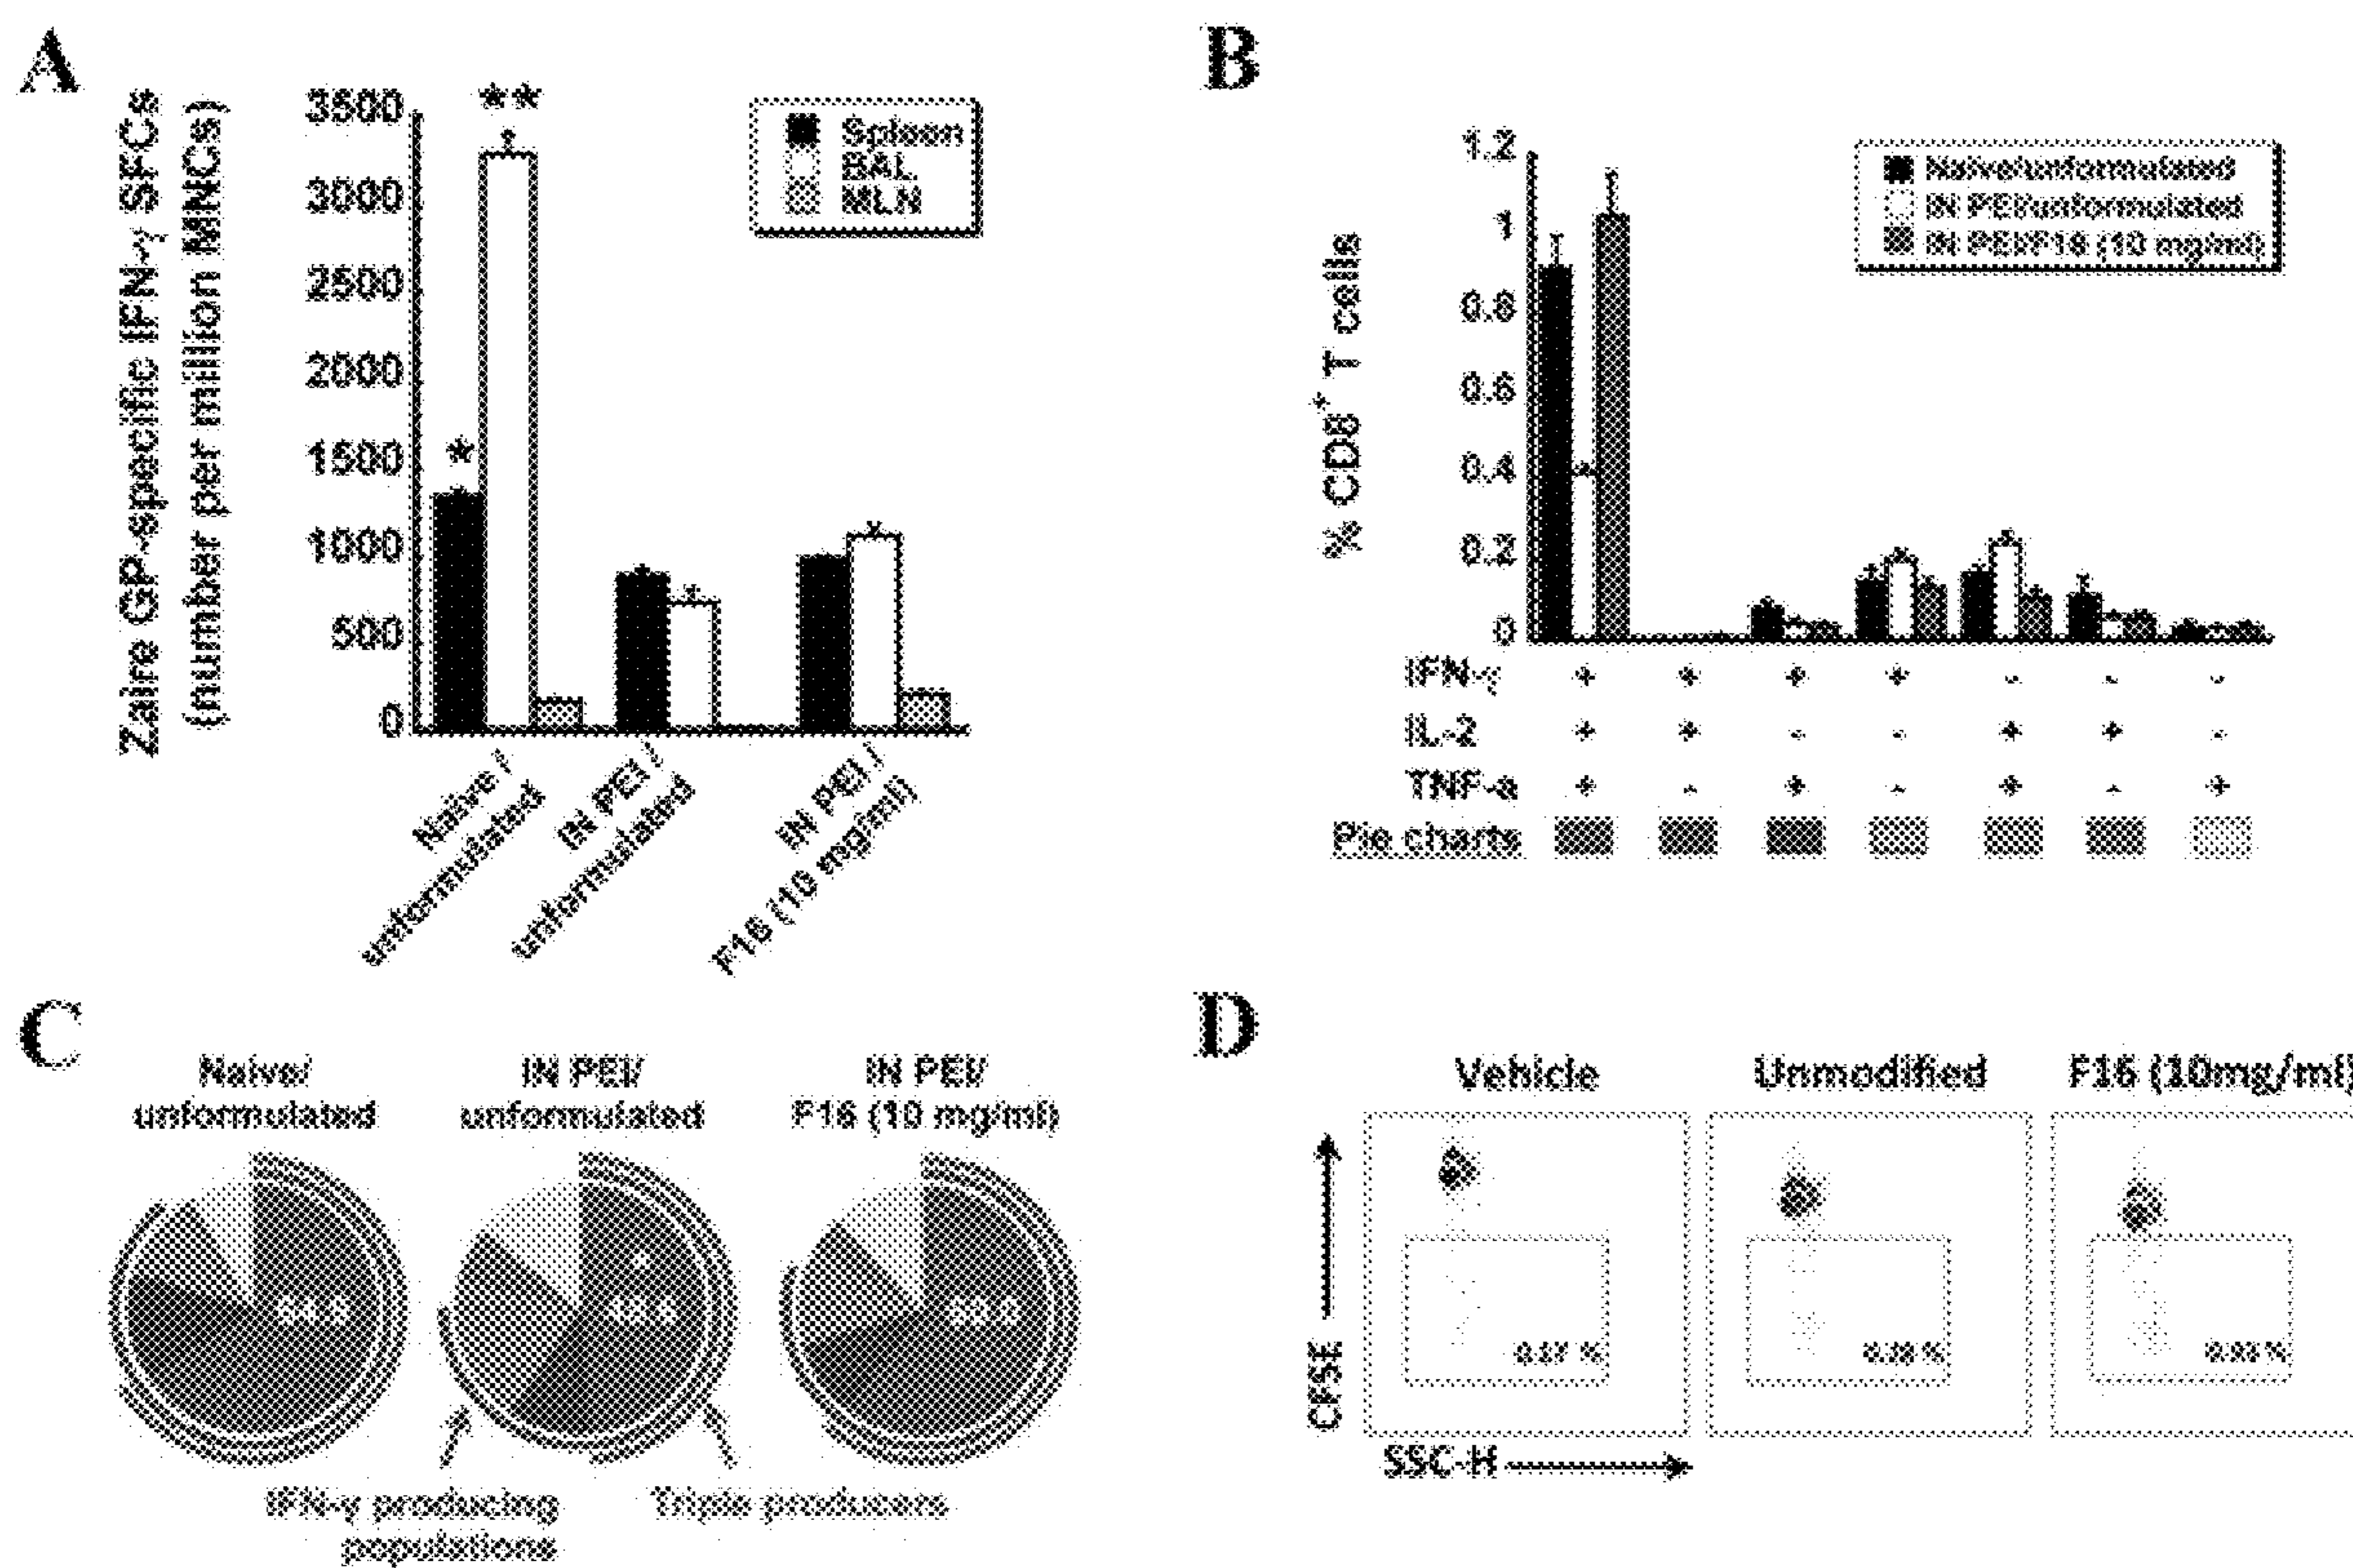 A
Zaire GP-specific IFN-γ SFCs
(number per million MNCs)
3500
3000
2500
2000
1500
1000
500
0
**
*
Spleen
BAL
MLN
Naïve /
unformulated
IN PEI /
unformulated
IN PEI /
F16 (10 mg/ml)
B
% CD8+ T cells
1.2
1
0.8
0.6
0.4
0.2
0
Naive/unformulated
IN PEI/unformulated
IN PEI/F16 (10 mg/ml)
IFN-γ + + + + - - -
IL-2 + + - - + + -
TNF-α + - + - + - +
Pie charts
C
Naive/
unformulated
IN PEI/
unformulated
IN PEI/
F16 (10 mg/ml)
*
IFN-γ producing
populations
Triple producers
D
Vehicle
Unmodified
F16 (10mg/ml)
CFSE
SSC-H
0.17 %